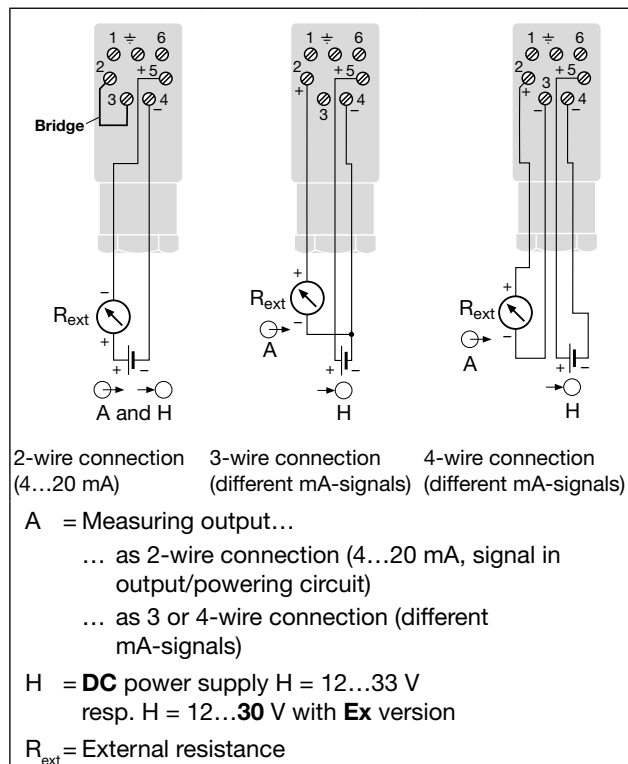 1 ⏚ 6
2 + 5
3 4
−
Bridge
−
R_ext
+
+ −
A and H
1 ⏚ 6
2 + 5
+ 3 4
−
+
R_ext
−
A
+ −
H
1 ⏚ 6
2 3 + 5
+ 4
− −
+
R_ext
−
A
+ −
H
2-wire connection
(4…20 mA)
3-wire connection
(different mA-signals)
4-wire connection
(different mA-signals)
A = Measuring output…
… as 2-wire connection (4…20 mA, signal in
output/powering circuit)
… as 3 or 4-wire connection (different
mA-signals)
H = DC power supply H = 12…33 V
resp. H = 12…30 V with Ex version
R_ext = External resistance